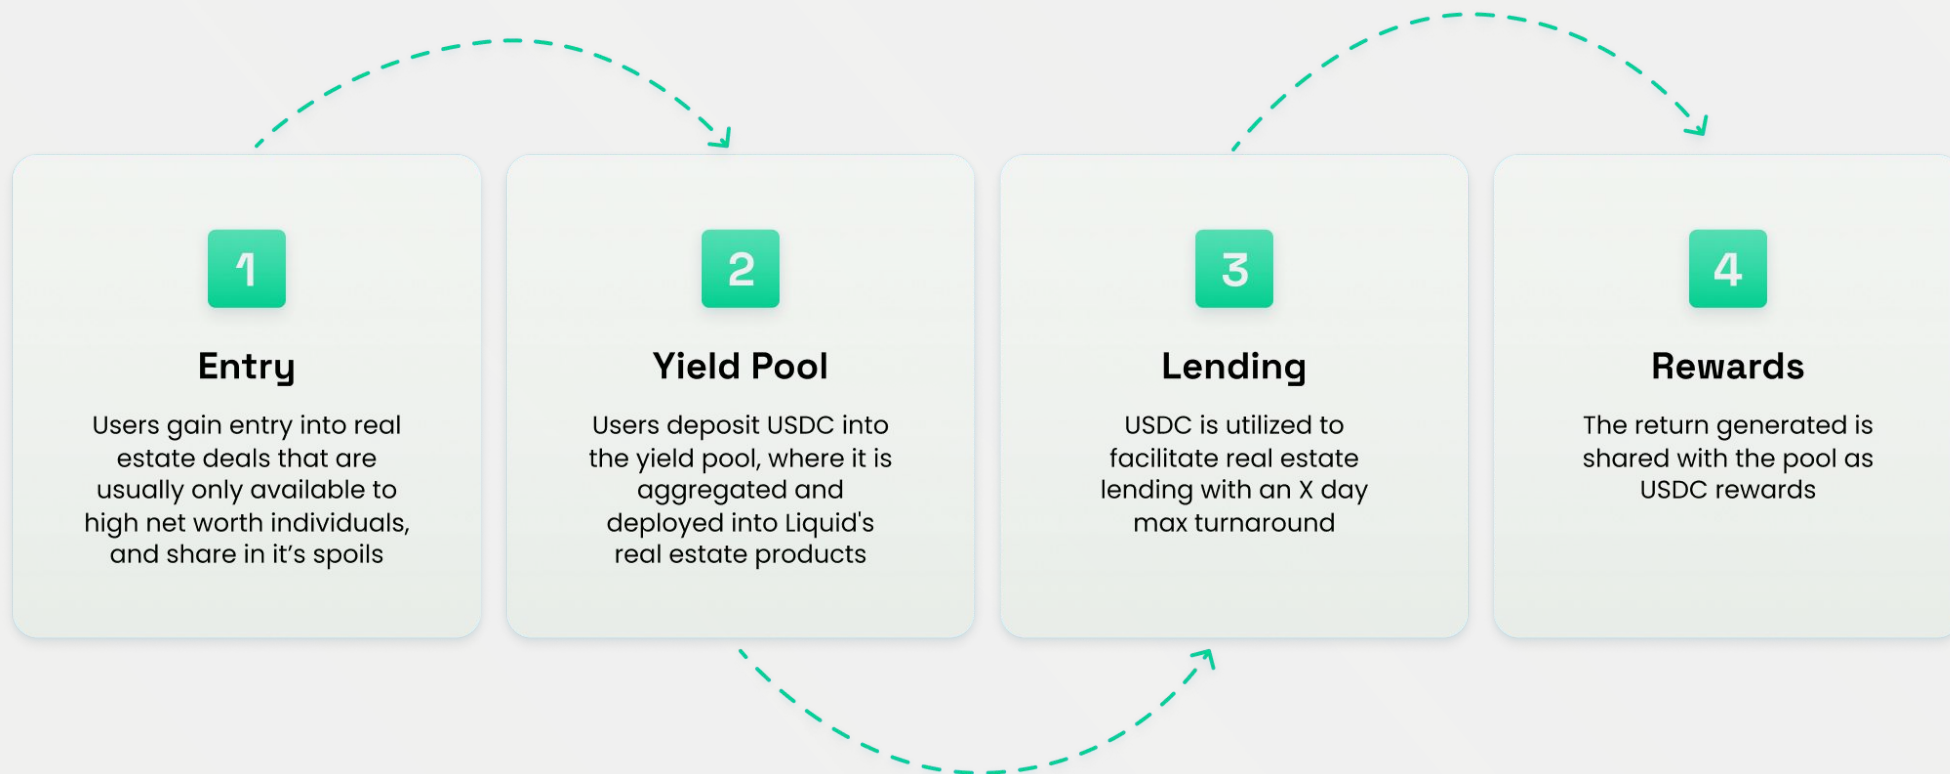 1
Entry
Users gain entry into real
estate deals that are
usually only available to
high net worth individuals,
and share in it’s spoils
2
Yield Pool
Users deposit USDC into
the yield pool, where it is
aggregated and
deployed into Liquid's
real estate products
3
Lending
USDC is utilized to
facilitate real estate
lending with an X day
max turnaround
4
Rewards
The return generated is
shared with the pool as
USDC rewards